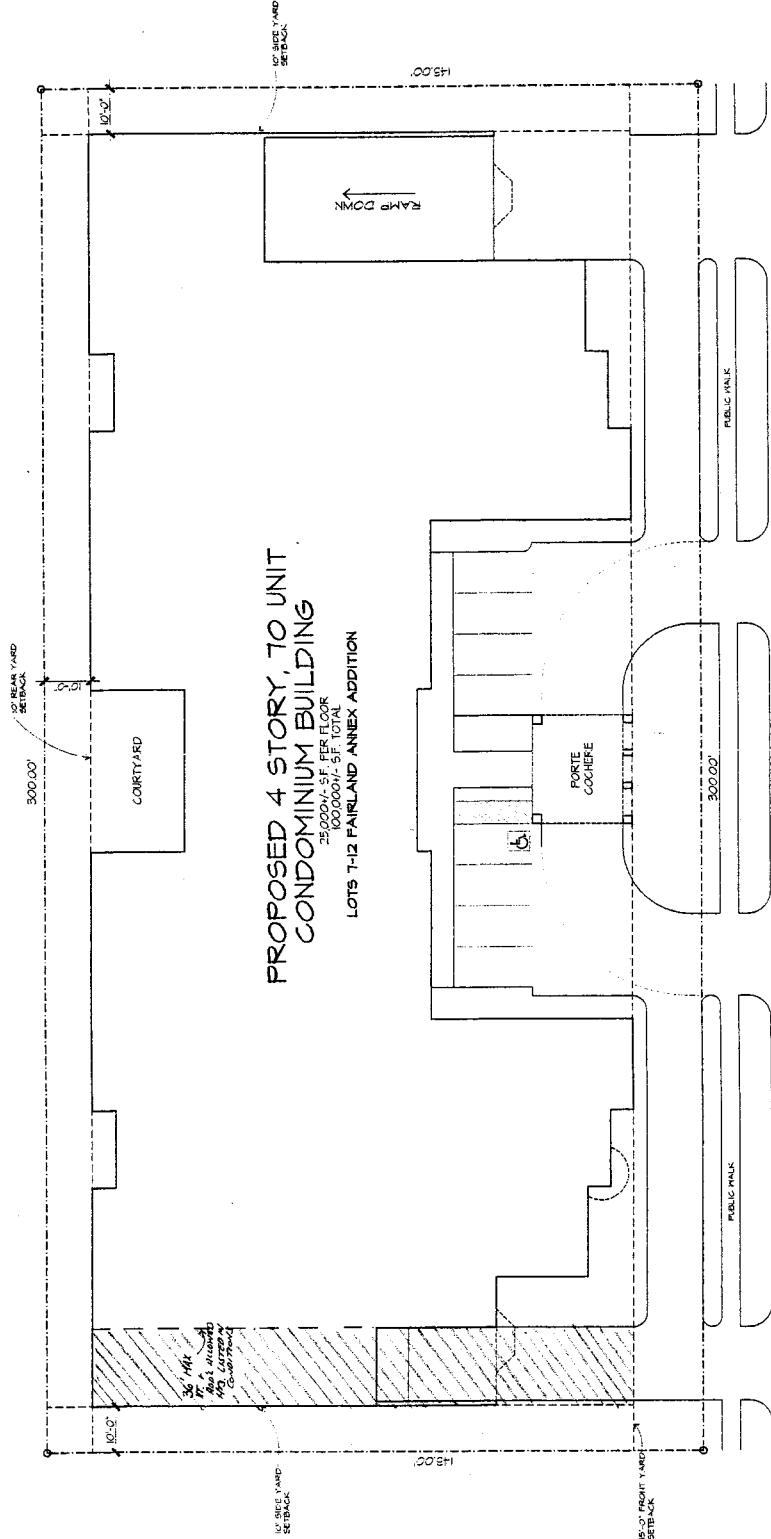 10' REAR YARD
SETBACK
300.00'
10'-0"
10'-0"
10'-0"
10' SIDE YARD
SETBACK
10' SIDE YARD
SETBACK
145.00'
145.00'
COURTYARD
RAMP DOWN
PROPOSED 4 STORY, 70 UNIT
CONDOMINIUM BUILDING
25,000+/- S.F. PER FLOOR
100,000+/- S.F. TOTAL
LOTS 7-12 FAIRLAND ANNEX ADDITION
36' MAX
CONDITIONS
PORTE
COCHERE
300.00'
PUBLIC WALK
PUBLIC WALK
15'-0" FRONT YARD
SETBACK